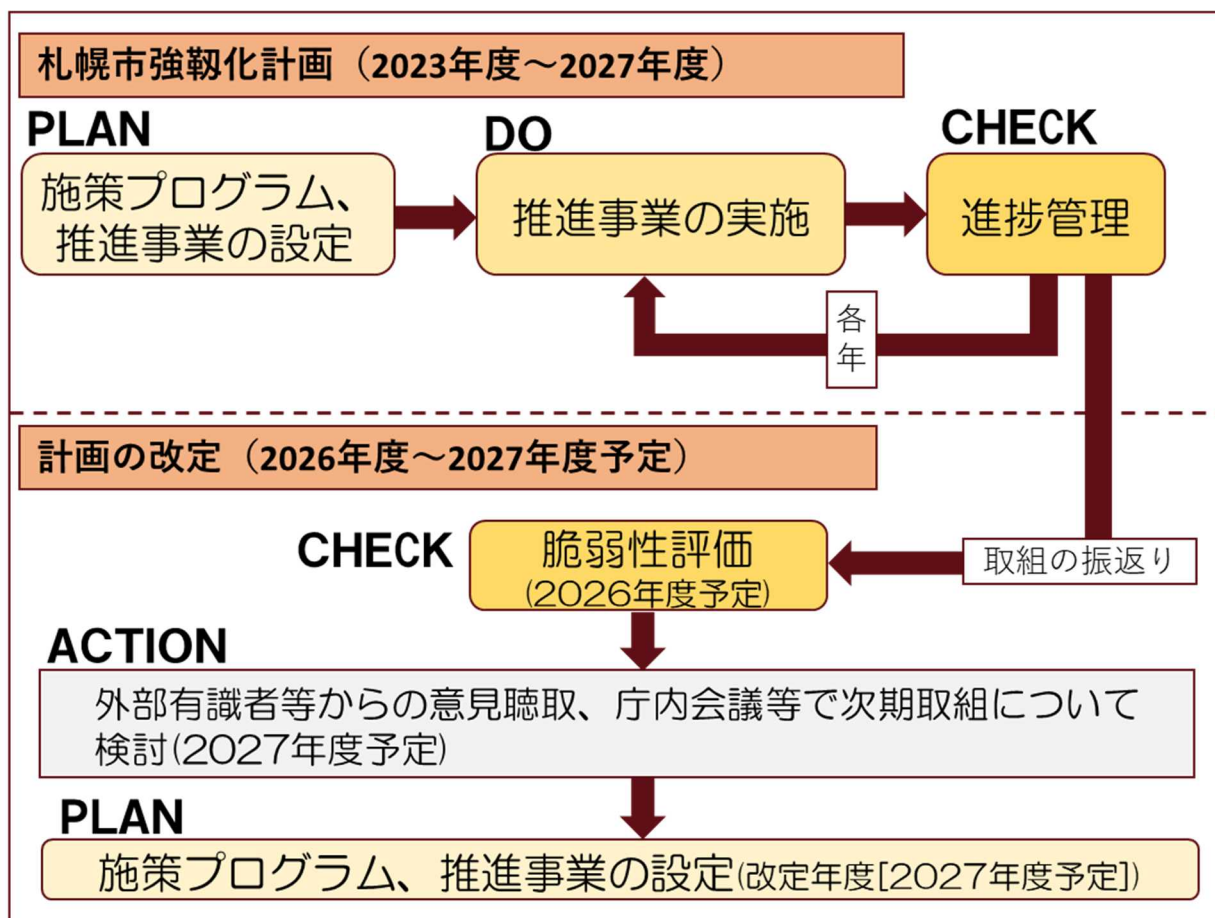 札幌市強靱化計画（2023年度～2027年度）
PLAN
DO
CHECK
施策プログラム、
推進事業の設定
推進事業の実施
進捗管理
各
年
計画の改定（2026年度～2027年度予定）
CHECK
脆弱性評価
(2026年度予定)
取組の振返り
ACTION
外部有識者等からの意見聴取、庁内会議等で次期取組について
検討(2027年度予定)
PLAN
施策プログラム、推進事業の設定(改定年度[2027年度予定])